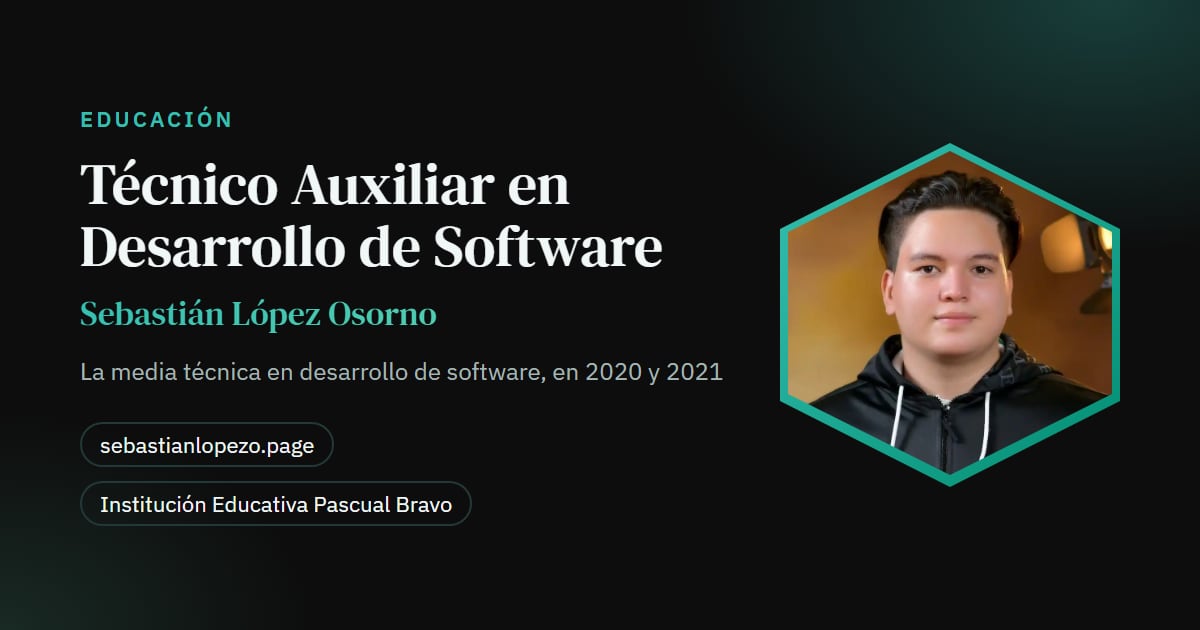 EDUCACIÓN
Técnico Auxiliar en
Desarrollo de Software
Sebastián López Osorno
La media técnica en desarrollo de software, en 2020 y 2021
sebastianlopezo.page
Institución Educativa Pascual Bravo